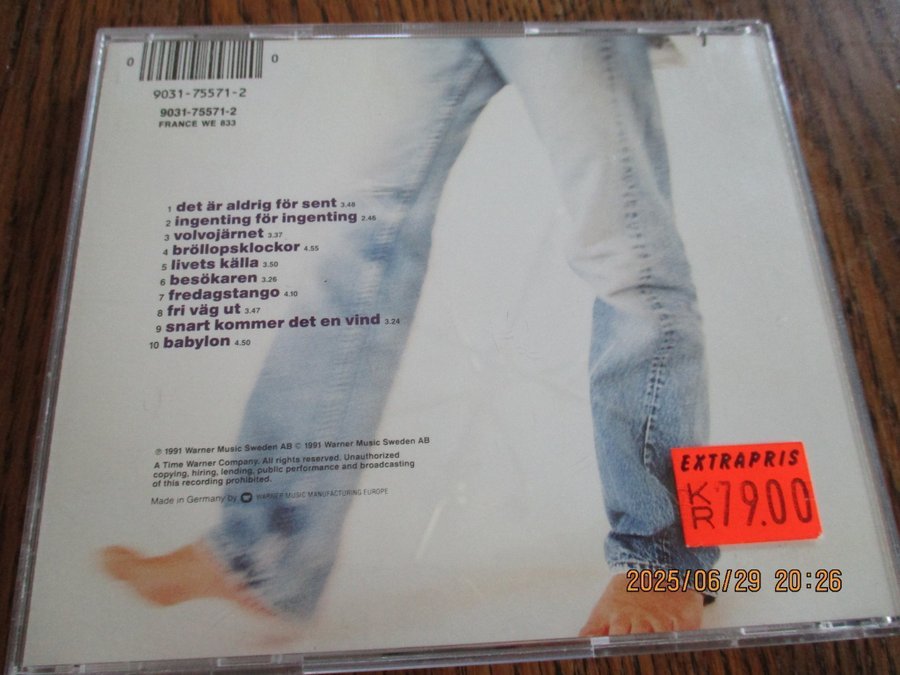 0 0
9031-75571-2
9031-75571-2
FRANCE WE 833
1 det är aldrig för sent 3.48
2 ingenting för ingenting 2.46
3 volvojärnet 3.37
4 bröllopsklockor 4.55
5 livets källa 3.50
6 besökaren 3.26
7 fredagstango 4.10
8 fri väg ut 3.47
9 snart kommer det en vind 3.24
10 babylon 4.50
℗ 1991 Warner Music Sweden AB © 1991 Warner Music Sweden AB
A Time Warner Company. All rights reserved. Unauthorized
copying, hiring, lending, public performance and broadcasting
of this recording prohibited.
Made in Germany by WARNER MUSIC MANUFACTURING EUROPE
EXTRAPRIS
KR 79.00
2025/06/29 20:26